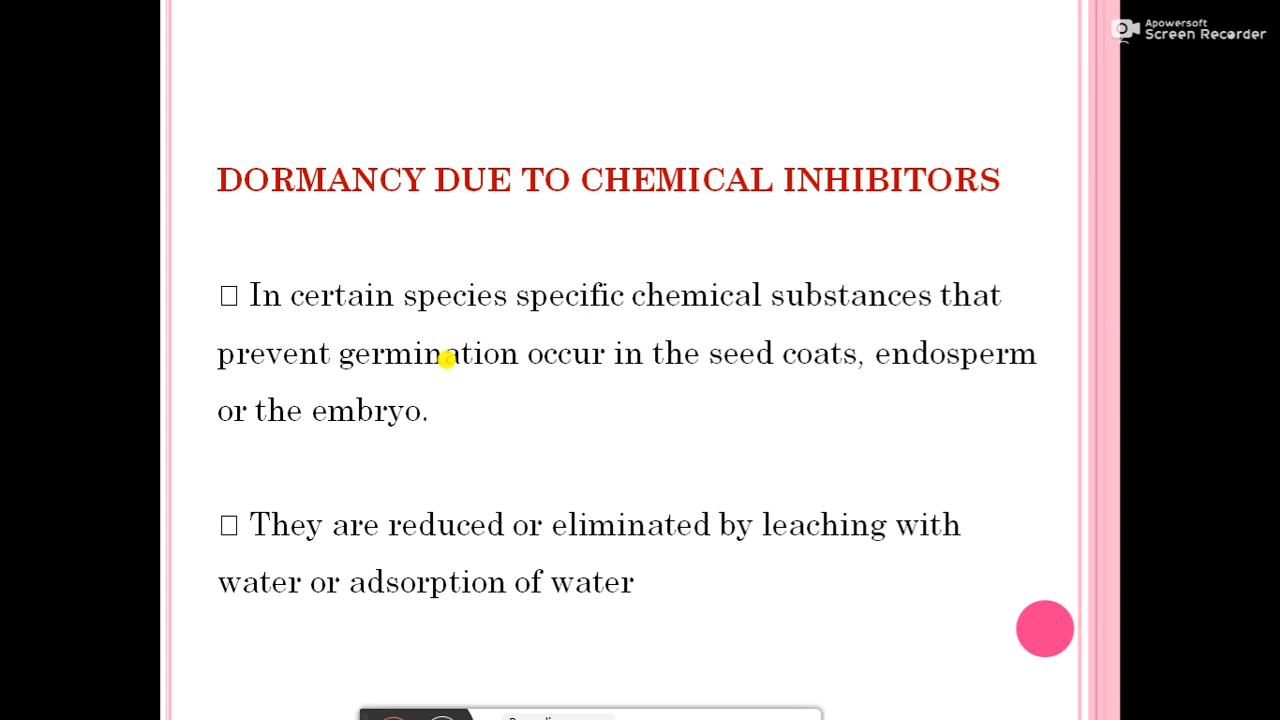 Apowersoft
Screen Recorder
DORMANCY DUE TO CHEMICAL INHIBITORS
□ In certain species specific chemical substances that
prevent germination occur in the seed coats, endosperm
or the embryo.
□ They are reduced or eliminated by leaching with
water or adsorption of water